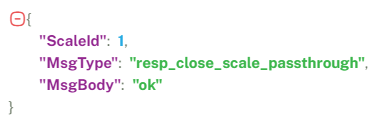 {
"ScaleId": 1,
"MsgType": "resp_close_scale_passthrough",
"MsgBody": "ok"
}